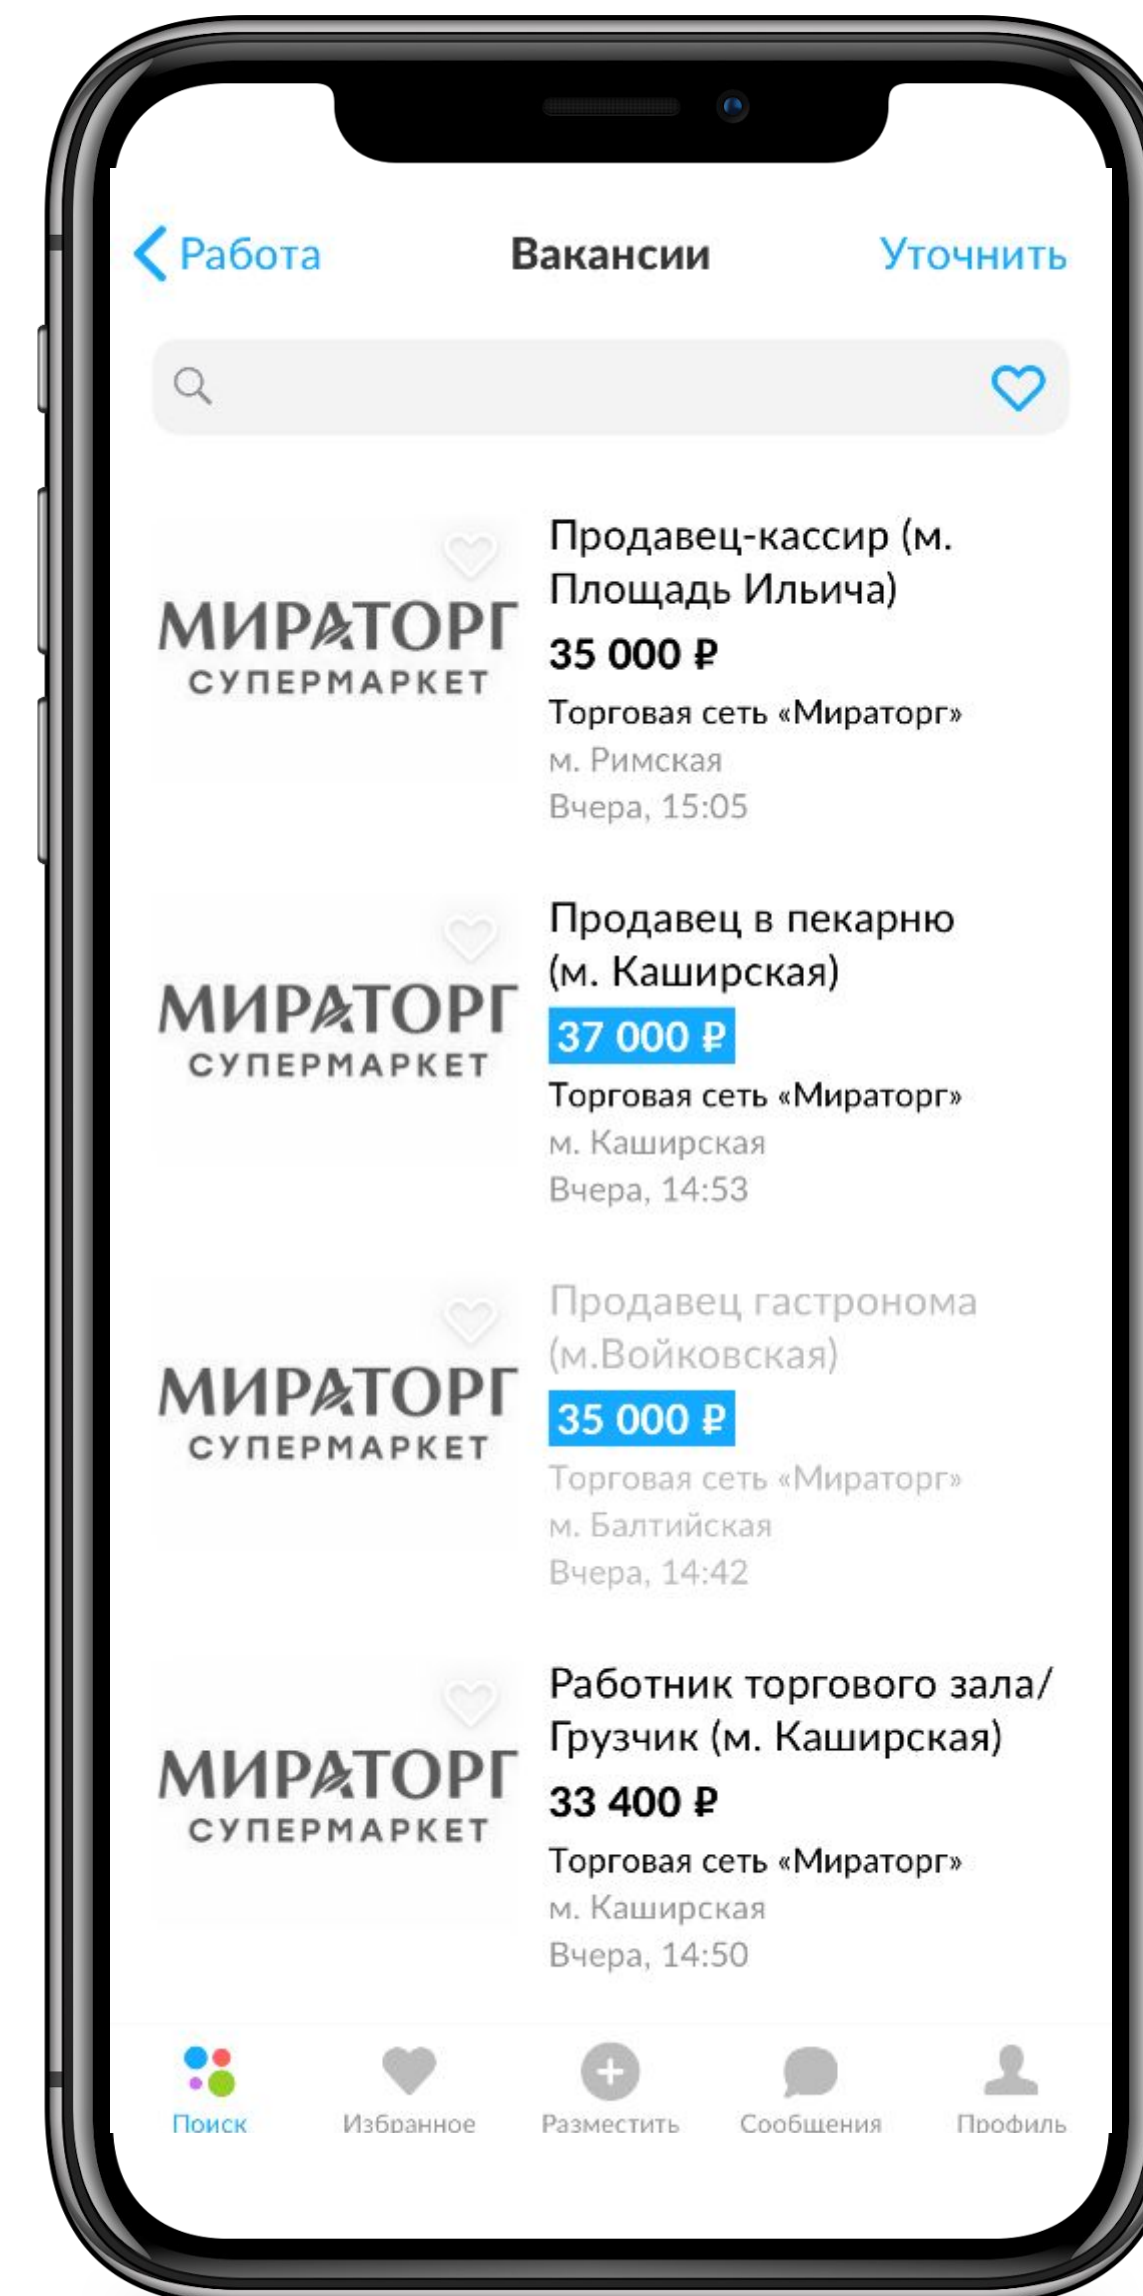 Работа
Вакансии
Уточнить
МИРАТОРГ
СУПЕРМАРКЕТ
Продавец-кассир (м.
Площадь Ильича)
35 000 ₽
Торговая сеть «Мираторг»
м. Римская
Вчера, 15:05
МИРАТОРГ
СУПЕРМАРКЕТ
Продавец в пекарню
(м. Каширская)
37 000 ₽
Торговая сеть «Мираторг»
м. Каширская
Вчера, 14:53
МИРАТОРГ
СУПЕРМАРКЕТ
Продавец гастронома
(м.Войковская)
35 000 ₽
Торговая сеть «Мираторг»
м. Балтийская
Вчера, 14:42
МИРАТОРГ
СУПЕРМАРКЕТ
Работник торгового зала/
Грузчик (м. Каширская)
33 400 ₽
Торговая сеть «Мираторг»
м. Каширская
Вчера, 14:50
Поиск
Избранное
Разместить
Сообщения
Профиль